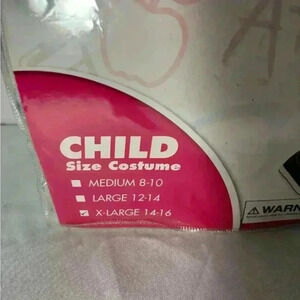 CHILD
Size Costume
MEDIUM 8-10
LARGE 12-14
X-LARGE 14-16
WARN